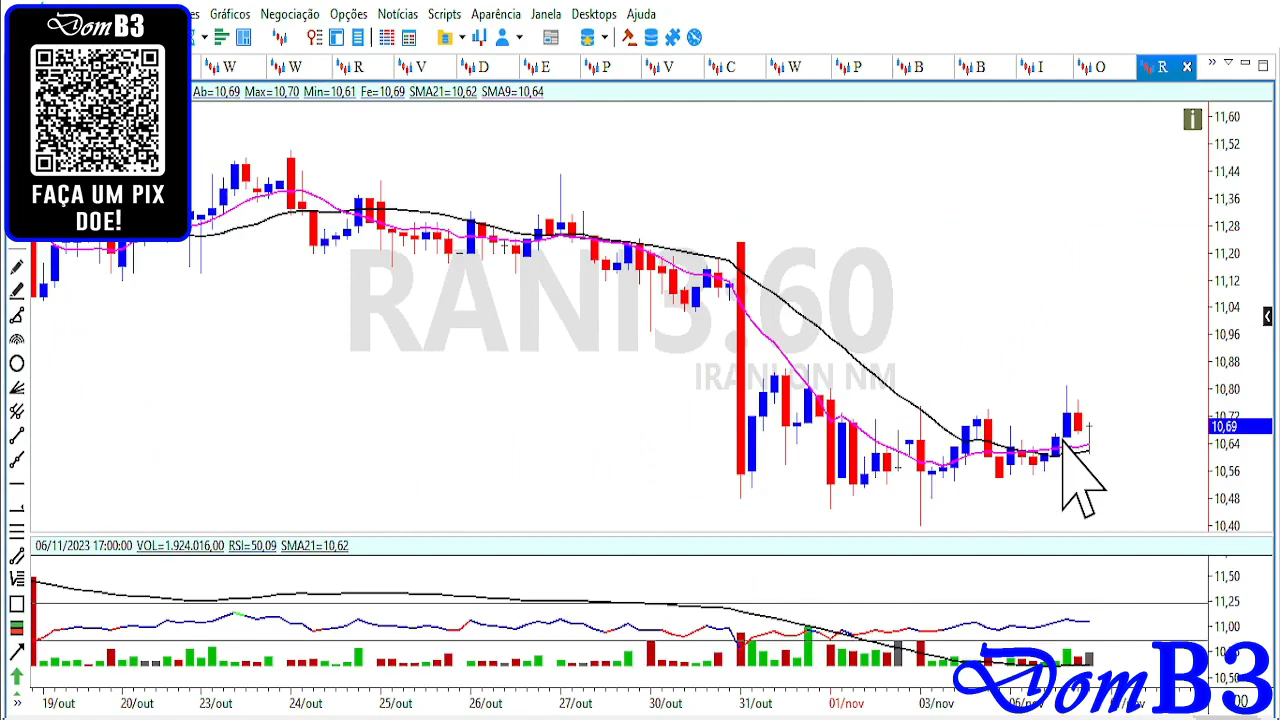 Gráficos Negociação Opções Notícias Scripts Aparência Janela Desktops Ajuda
DomB3
FAÇA UM PIX
DOE!
W W R V D E P V C W P B B I O R
Ab=10,69 Max=10,70 Min=10,61 Fe=10,69 SMA21=10,62 SMA9=10,64
RANI3.60
IRANI ON NM
11,60
11,52
11,44
11,36
11,28
11,20
11,12
11,04
10,96
10,88
10,80
10,72
10,69
10,64
10,56
10,48
10,40
06/11/2023 17:00:00 VOL=1.924.016,00 RSI=50,09 SMA21=10,62
11,50
11,25
11,00
19/out 20/out 23/out 24/out 25/out 26/out 27/out 30/out 31/out 01/nov 03/nov
DomB3